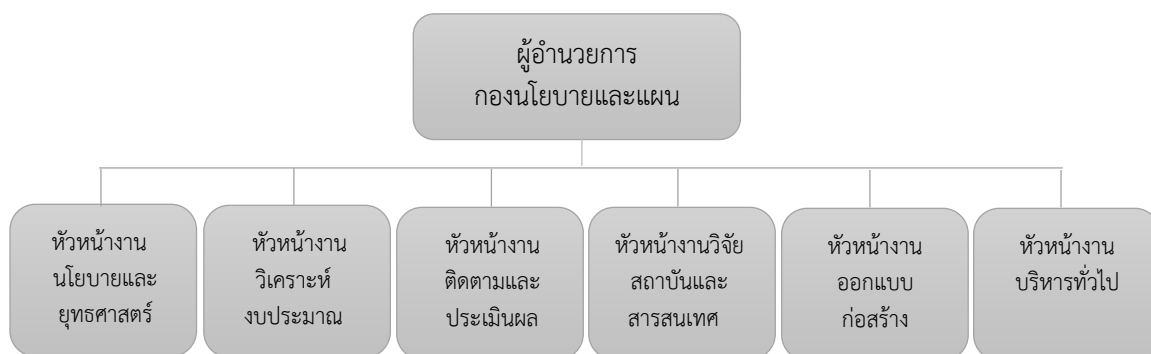 ผู้อำนวยการ
กองนโยบายและแผน
หัวหน้างาน
นโยบายและ
ยุทธศาสตร์
หัวหน้างาน
วิเคราะห์
งบประมาณ
หัวหน้างาน
ติดตามและ
ประเมินผล
หัวหน้างานวิจัย
สถาบันและ
สารสนเทศ
หัวหน้างาน
ออกแบบ
ก่อสร้าง
หัวหน้างาน
บริหารทั่วไป